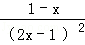 1-x
(2x-1)²